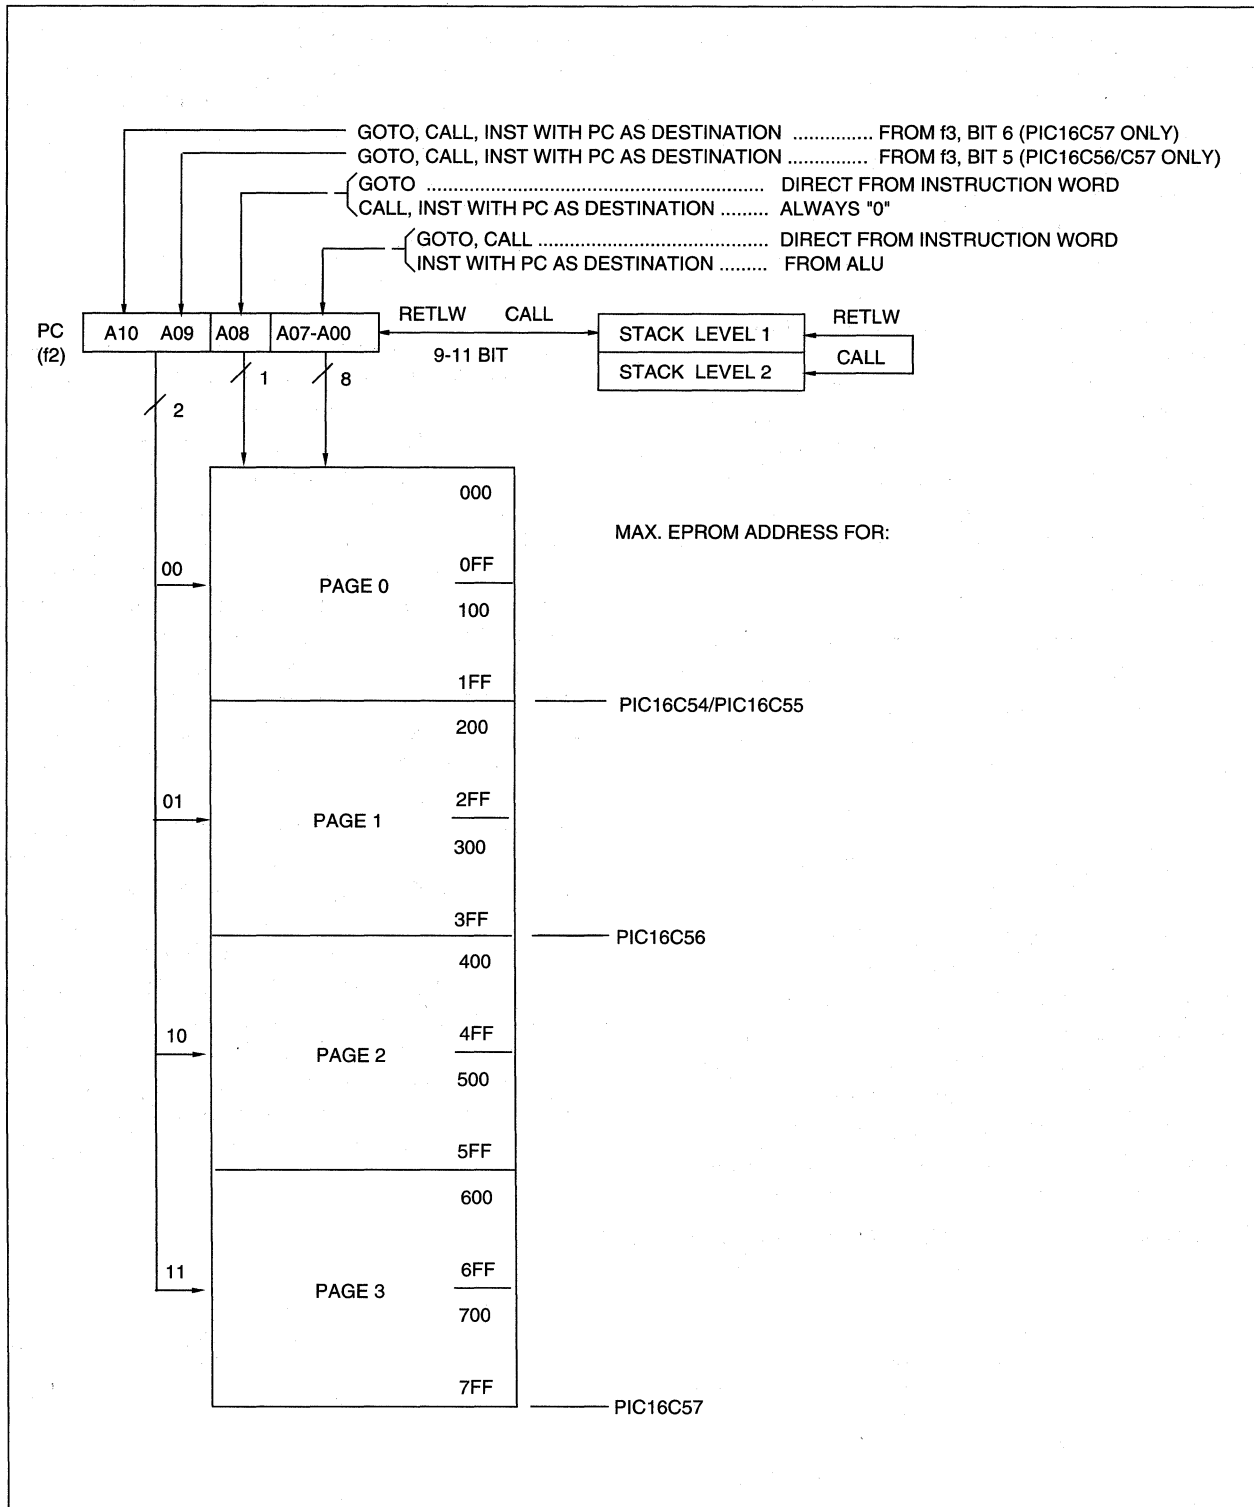 GOTO, CALL, INST WITH PC AS DESTINATION ............... FROM f3, BIT 6 (PIC16C57 ONLY)
GOTO, CALL, INST WITH PC AS DESTINATION ............... FROM f3, BIT 5 (PIC16C56/C57 ONLY)
GOTO ................................................................ DIRECT FROM INSTRUCTION WORD
CALL, INST WITH PC AS DESTINATION ......... ALWAYS "0"
GOTO, CALL ........................................... DIRECT FROM INSTRUCTION WORD
INST WITH PC AS DESTINATION ......... FROM ALU
PC (f2)
A10 A09 A08 A07-A00
RETLW CALL
9-11 BIT
STACK LEVEL 1
STACK LEVEL 2
RETLW
CALL
2
1
8
000
MAX. EPROM ADDRESS FOR:
0FF
00
PAGE 0
100
1FF
PIC16C54/PIC16C55
200
2FF
01
PAGE 1
300
3FF
PIC16C56
400
4FF
10
PAGE 2
500
5FF
600
6FF
11
PAGE 3
700
7FF
PIC16C57